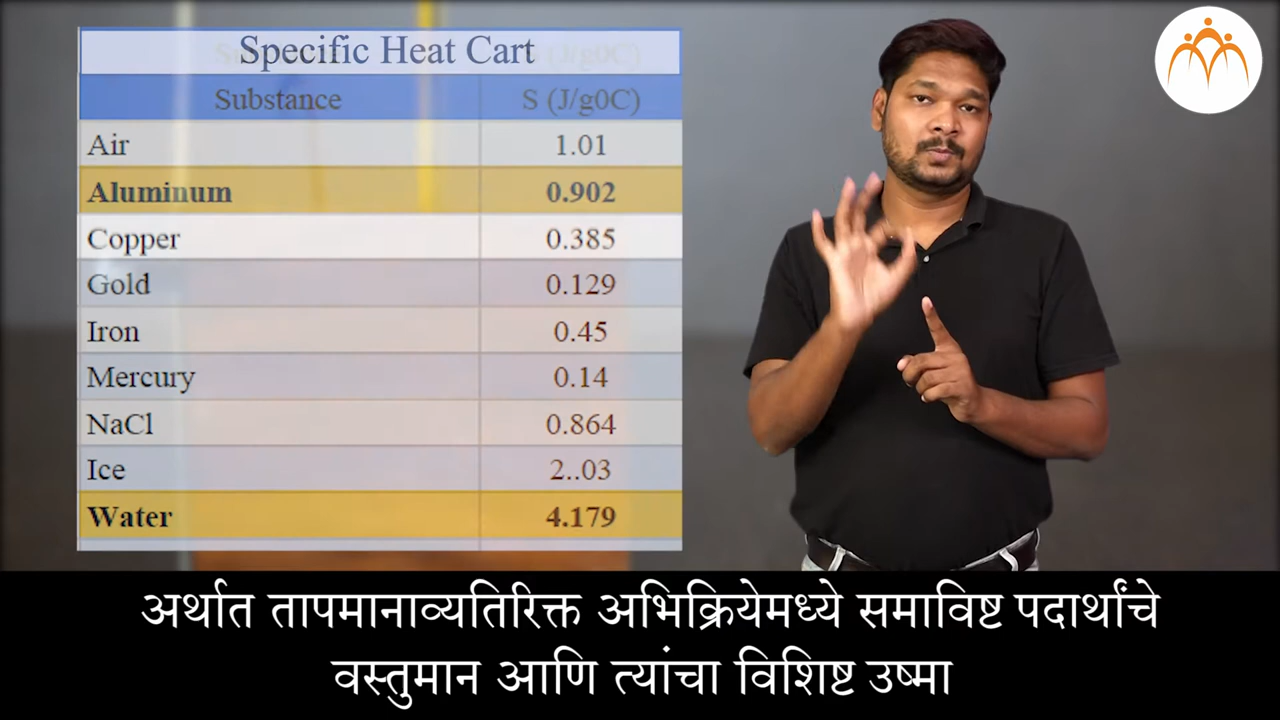 Specific Heat Cart
Substance S (J/g0C)
Air 1.01
Aluminum 0.902
Copper 0.385
Gold 0.129
Iron 0.45
Mercury 0.14
NaCl 0.864
Ice 2..03
Water 4.179
अर्थात तापमानाव्यतिरिक्त अभिक्रियेमध्ये समाविष्ट पदार्थांचे
वस्तुमान आणि त्यांचा विशिष्ट उष्मा